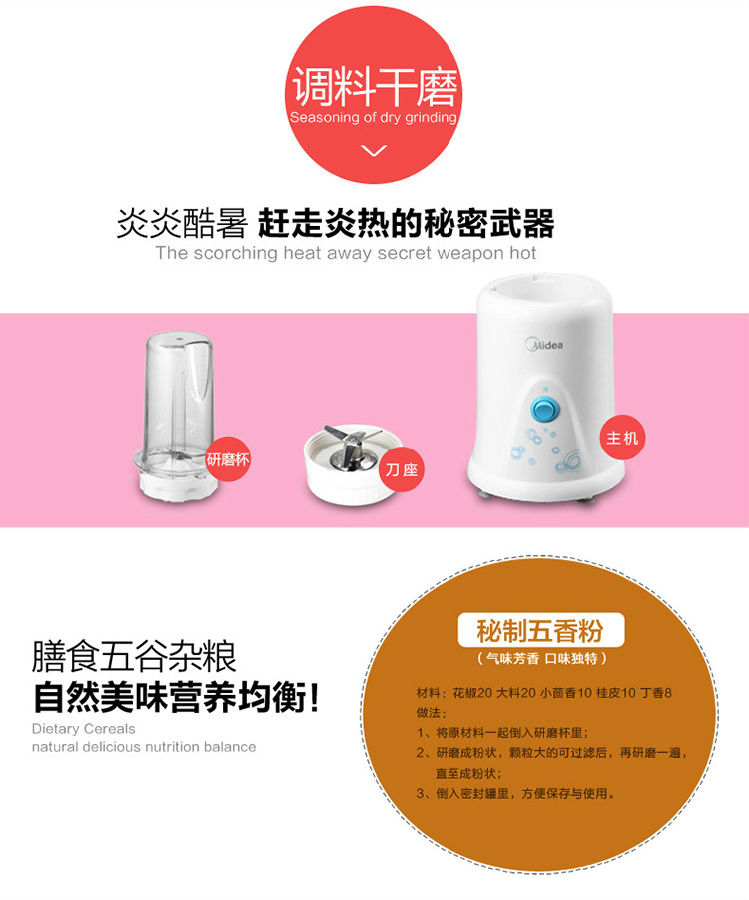 调料干磨
Seasoning of dry grinding
炎炎酷暑 赶走炎热的秘密武器
The scorching heat away secret weapon hot
Midea
研磨杯
刀座
主机
膳食五谷杂粮
自然美味营养均衡!
Dietary Cereals
natural delicious nutrition balance
秘制五香粉
(气味芳香 口味独特)
材料:花椒20 大料20 小茴香10 桂皮10 丁香8
做法:
1、将原材料一起倒入研磨杯里;
2、研磨成粉状,颗粒大的可过滤后,再研磨一遍,
直至成粉状;
3、倒入密封罐里,方便保存与使用。